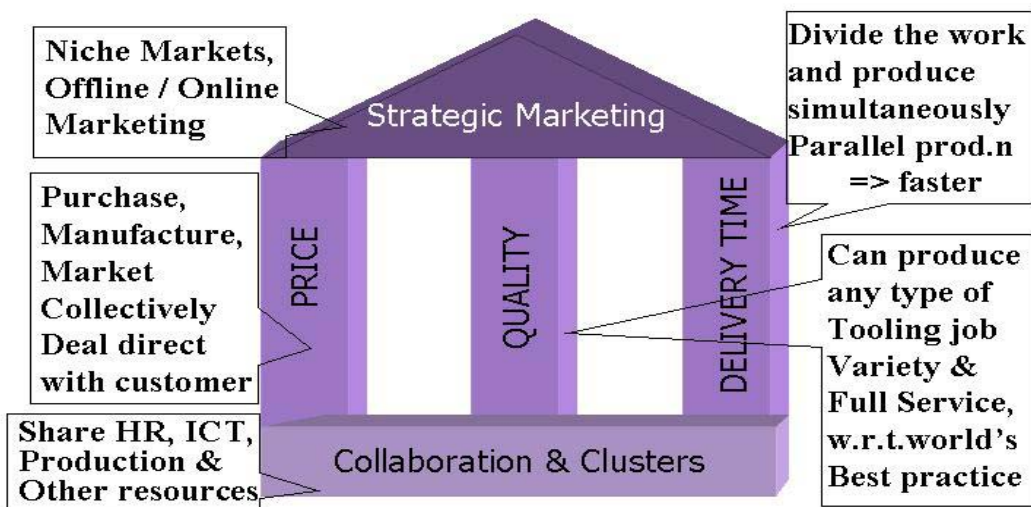 Niche Markets,
Offline / Online
Marketing
Strategic Marketing
Divide the work
and produce
simultaneously
Parallel prod.n
=> faster
Purchase,
Manufacture,
Market
Collectively
Deal direct
with customer
PRICE
QUALITY
DELIVERY TIME
Can produce
any type of
Tooling job
Variety &
Full Service,
w.r.t.world's
Best practice
Share HR, ICT,
Production &
Other resources
Collaboration & Clusters